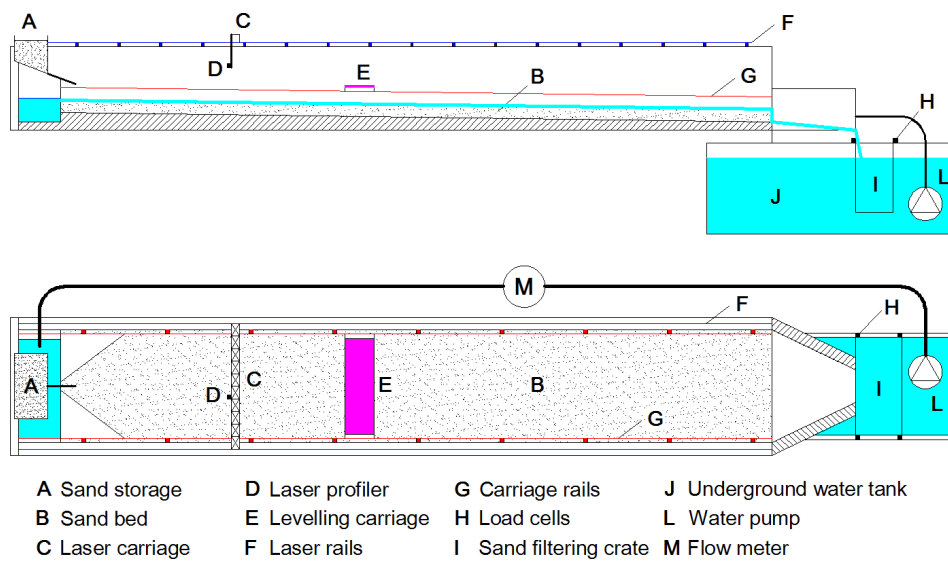 A
C
F
D
E
B
G
H
J
I
L
M
F
H
A
D
C
E
B
I
L
G
A Sand storage
D Laser profiler
G Carriage rails
J Underground water tank
B Sand bed
E Levelling carriage
H Load cells
L Water pump
C Laser carriage
F Laser rails
I Sand filtering crate
M Flow meter